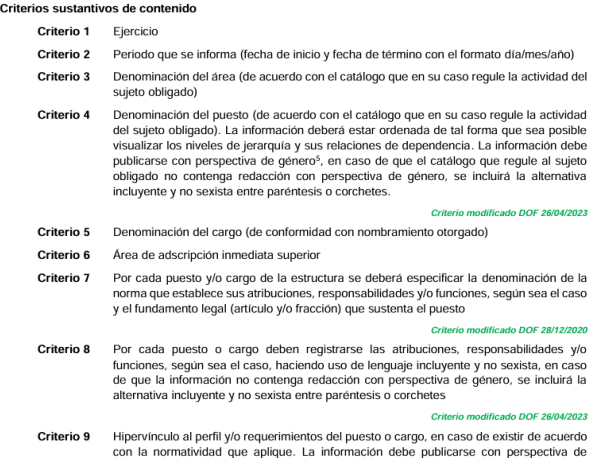 Criterios sustantivos de contenido
Criterio 1 Ejercicio
Criterio 2 Periodo que se informa (fecha de inicio y fecha de término con el formato día/mes/año)
Criterio 3 Denominación del área (de acuerdo con el catálogo que en su caso regule la actividad del
sujeto obligado)
Criterio 4 Denominación del puesto (de acuerdo con el catálogo que en su caso regule la actividad
del sujeto obligado). La información deberá estar ordenada de tal forma que sea posible
visualizar los niveles de jerarquía y sus relaciones de dependencia. La información debe
publicarse con perspectiva de género⁵, en caso de que el catálogo que regule al sujeto
obligado no contenga redacción con perspectiva de género, se incluirá la alternativa
incluyente y no sexista entre paréntesis o corchetes.
Criterio modificado DOF 26/04/2023
Criterio 5 Denominación del cargo (de conformidad con nombramiento otorgado)
Criterio 6 Área de adscripción inmediata superior
Criterio 7 Por cada puesto y/o cargo de la estructura se deberá especificar la denominación de la
norma que establece sus atribuciones, responsabilidades y/o funciones, según sea el caso
y el fundamento legal (artículo y/o fracción) que sustenta el puesto
Criterio modificado DOF 28/12/2020
Criterio 8 Por cada puesto o cargo deben registrarse las atribuciones, responsabilidades y/o
funciones, según sea el caso, haciendo uso de lenguaje incluyente y no sexista, en caso
de que la información no contenga redacción con perspectiva de género, se incluirá la
alternativa incluyente y no sexista entre paréntesis o corchetes
Criterio modificado DOF 26/04/2023
Criterio 9 Hipervínculo al perfil y/o requerimientos del puesto o cargo, en caso de existir de acuerdo
con la normatividad que aplique. La información debe publicarse con perspectiva de